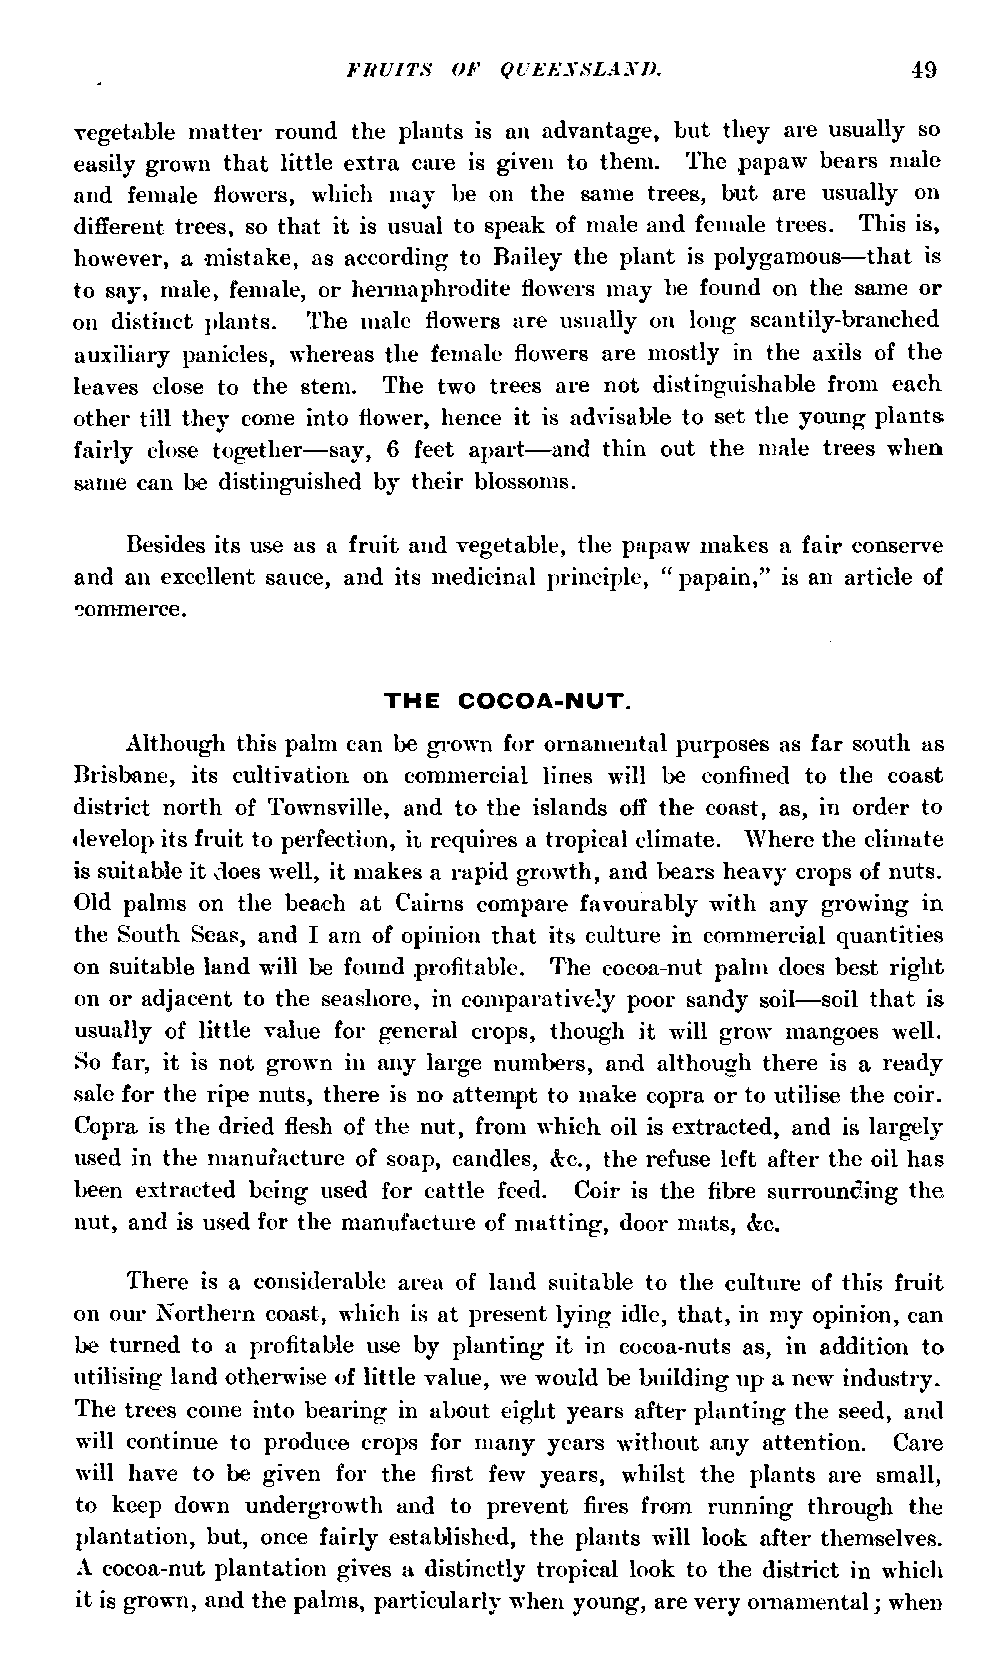 FRUITS OF QUEENSLAND. 49
vegetable matter round the plants is an advantage, but they are usually so
easily grown that little extra care is given to them. The papaw bears male
and female flowers, which may be on the same trees, but are usually on
different trees, so that it is usual to speak of male and female trees. This is,
however, a mistake, as according to Bailey the plant is polygamous—that is
to say, male, female, or hermaphrodite flowers may be found on the same or
on distinct plants. The male flowers are usually on long scantily-branched
auxiliary panicles, whereas the female flowers are mostly in the axils of the
leaves close to the stem. The two trees are not distinguishable from each
other till they come into flower, hence it is advisable to set the young plants
fairly close together—say, 6 feet apart—and thin out the male trees when
same can be distinguished by their blossoms.
Besides its use as a fruit and vegetable, the papaw makes a fair conserve
and an excellent sauce, and its medicinal principle, “papain,” is an article of
commerce.
THE COCOA-NUT.
Although this palm can be grown for ornamental purposes as far south as
Brisbane, its cultivation on commercial lines will be confined to the coast
district north of Townsville, and to the islands off the coast, as, in order to
develop its fruit to perfection, it requires a tropical climate. Where the climate
is suitable it does well, it makes a rapid growth, and bears heavy crops of nuts.
Old palms on the beach at Cairns compare favourably with any growing in
the South Seas, and I am of opinion that its culture in commercial quantities
on suitable land will be found profitable. The cocoa-nut palm does best right
on or adjacent to the seashore, in comparatively poor sandy soil—soil that is
usually of little value for general crops, though it will grow mangoes well.
So far, it is not grown in any large numbers, and although there is a ready
sale for the ripe nuts, there is no attempt to make copra or to utilise the coir.
Copra is the dried flesh of the nut, from which oil is extracted, and is largely
used in the manufacture of soap, candles, &c., the refuse left after the oil has
been extracted being used for cattle feed. Coir is the fibre surrounding the
nut, and is used for the manufacture of matting, door mats, &c.
There is a considerable area of land suitable to the culture of this fruit
on our Northern coast, which is at present lying idle, that, in my opinion, can
be turned to a profitable use by planting it in cocoa-nuts as, in addition to
utilising land otherwise of little value, we would be building up a new industry.
The trees come into bearing in about eight years after planting the seed, and
will continue to produce crops for many years without any attention. Care
will have to be given for the first few years, whilst the plants are small,
to keep down undergrowth and to prevent fires from running through the
plantation, but, once fairly established, the plants will look after themselves.
A cocoa-nut plantation gives a distinctly tropical look to the district in which
it is grown, and the palms, particularly when young, are very ornamental; when